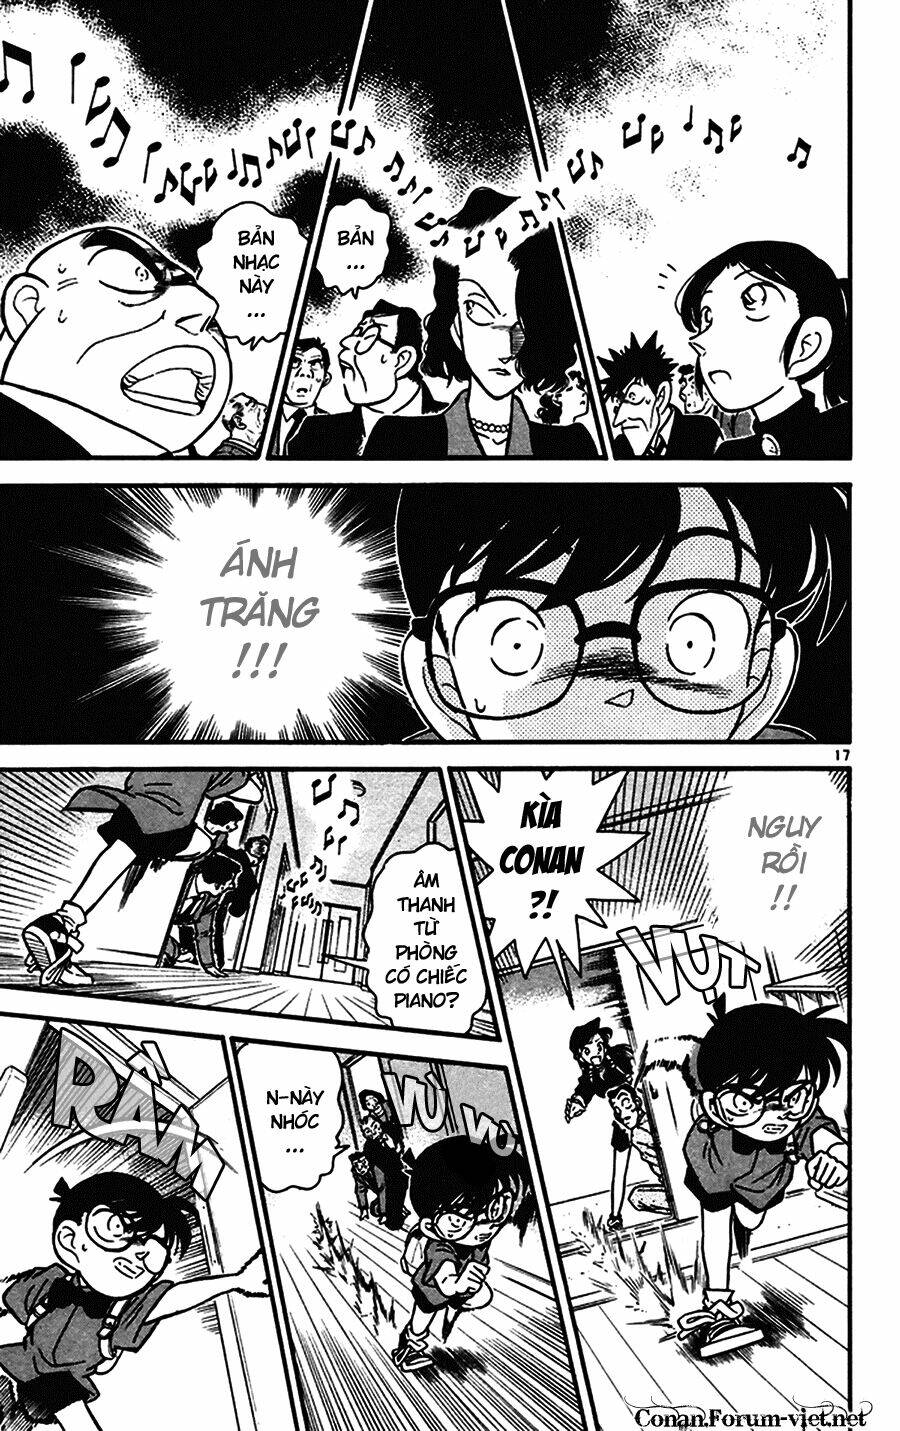 BẢN
NHẠC
NÀY
...
BẢN
...
ÁNH
TRĂNG
!!!
17
NGUY
RỒI
!!
KÌA
CONAN
?!
VỤT
ÂM
THANH
TỪ
PHÒNG
CÓ CHIẾC
PIANO?
VÙ VÙ
N-NÀY
NHÓC
...
RẦM
Conan.Forum-viet.net